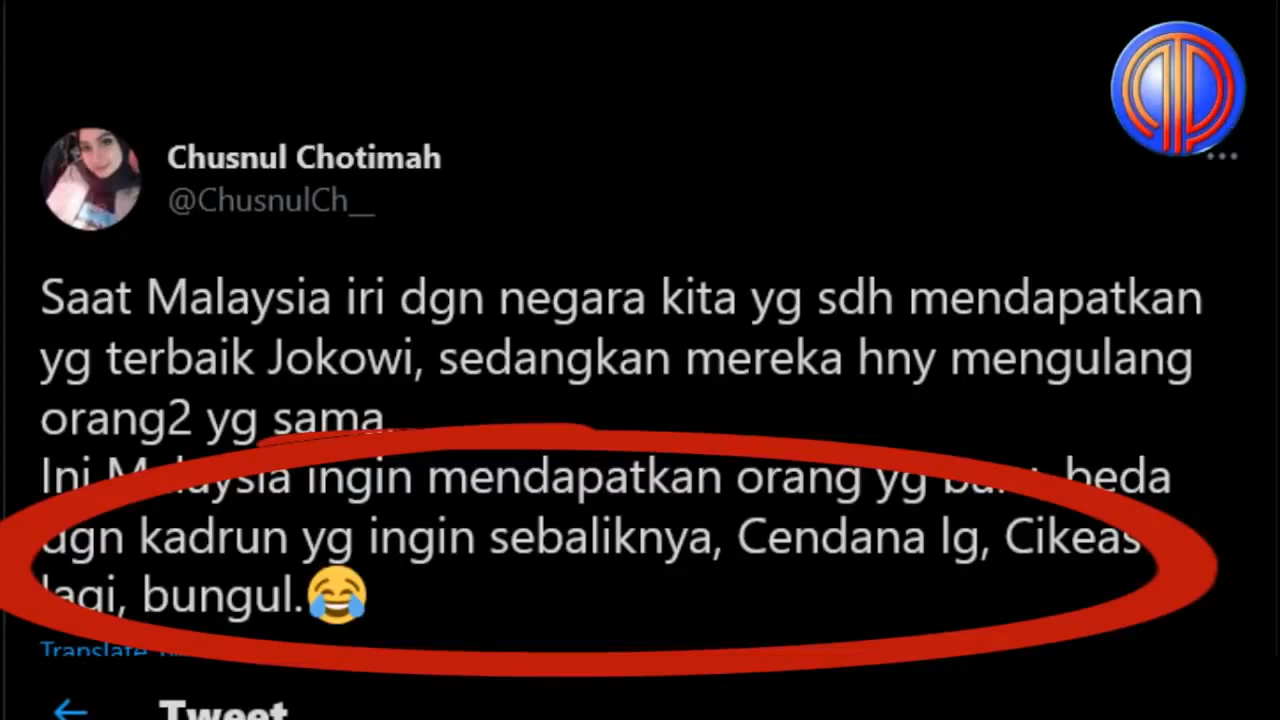 Chusnul Chotimah
@ChusnulCh__
Saat Malaysia iri dgn negara kita yg sdh mendapatkan
yg terbaik Jokowi, sedangkan mereka hny mengulang
orang2 yg sama.
Ini Malaysia ingin mendapatkan orang yg beda
dgn kadrun yg ingin sebaliknya, Cendana lg, Cikeas
lagi, bungul.😂
Translate
Tweet